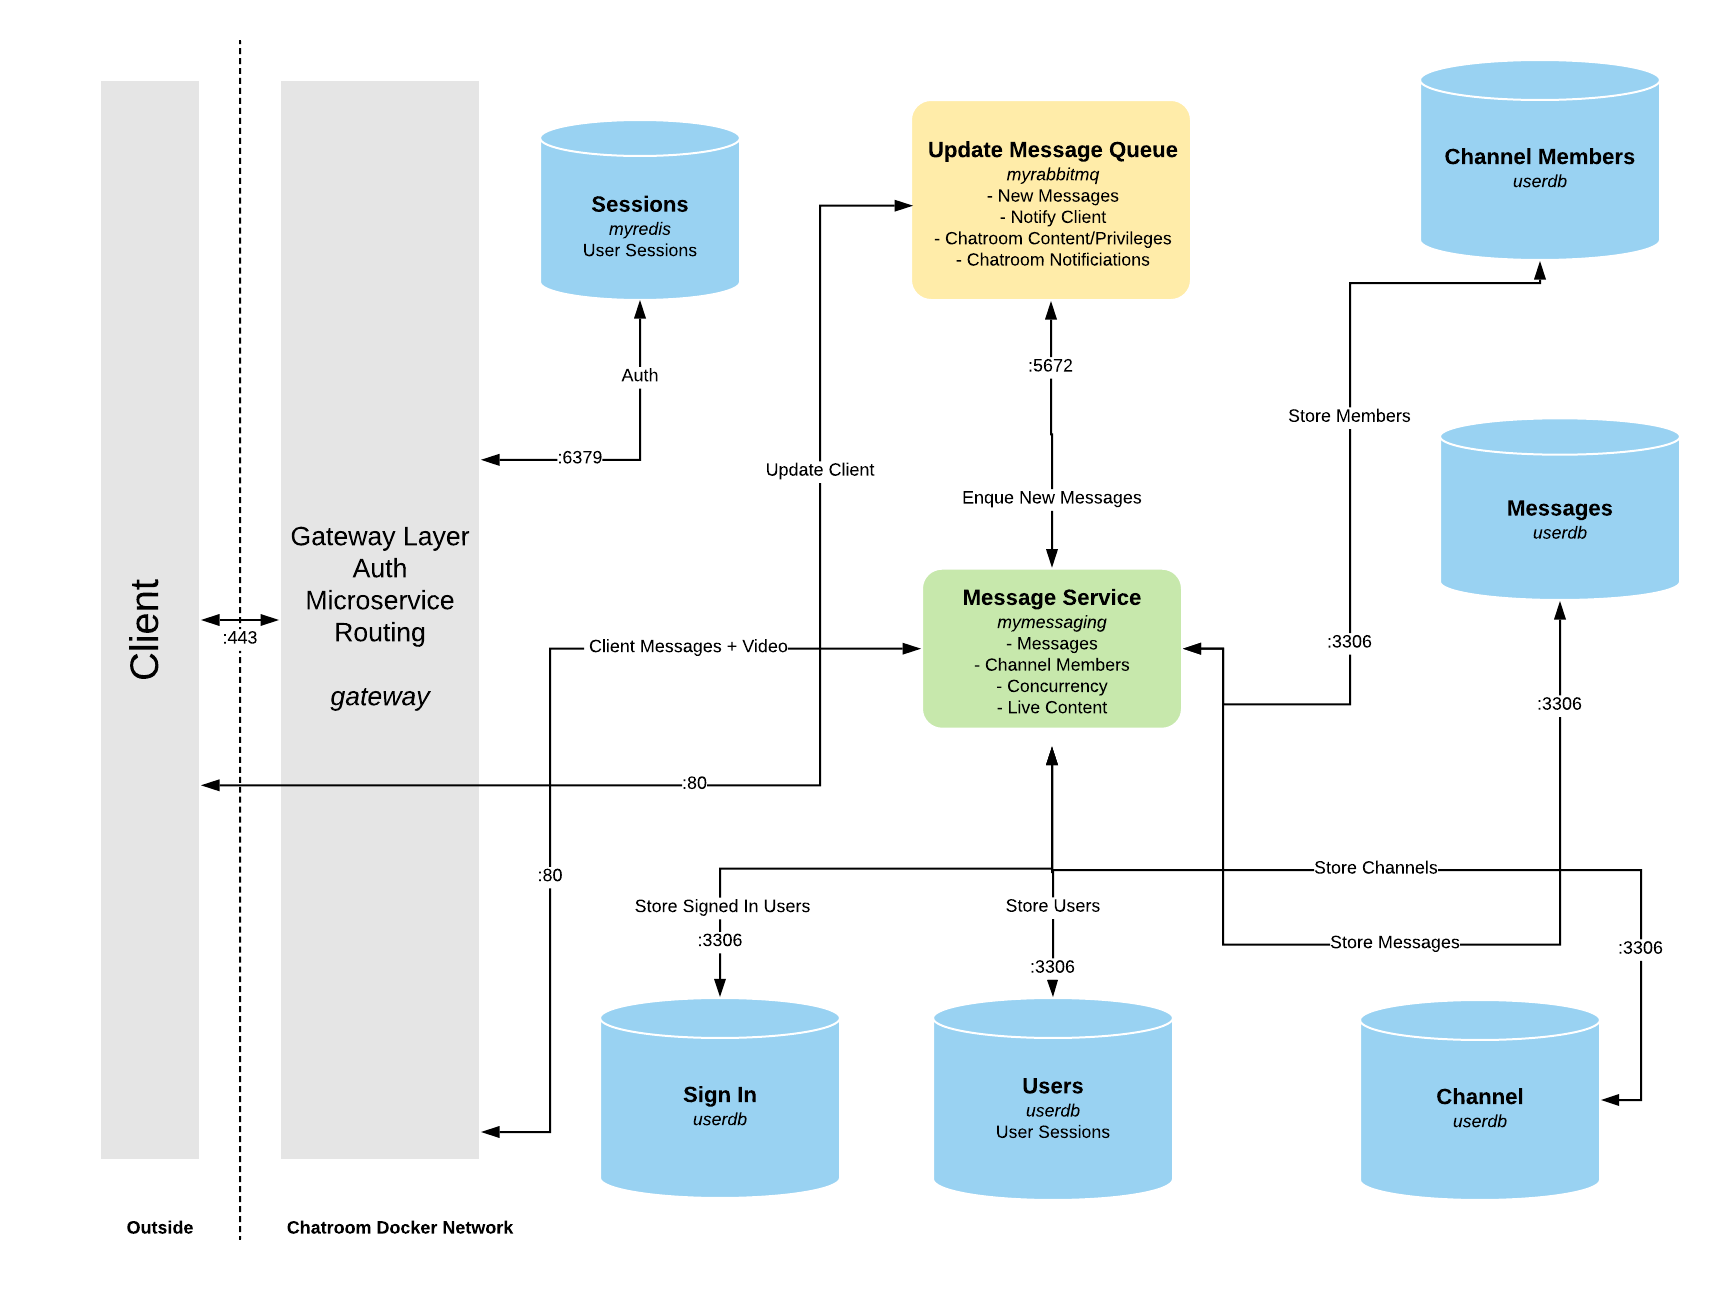 Client
:443
Gateway Layer
Auth
Microservice
Routing
gateway
Sessions
myredis
User Sessions
Auth
:6379
Update Message Queue
myrabbitmq
- New Messages
- Notify Client
- Chatroom Content/Privileges
- Chatroom Notificiations
:5672
Update Client
Enque New Messages
Message Service
mymessaging
- Messages
- Channel Members
- Concurrency
- Live Content
Client Messages + Video
:80
:80
Channel Members
userdb
Store Members
:3306
Messages
userdb
:3306
Store Channels
Store Messages
:3306
Store Signed In Users
:3306
Store Users
:3306
Sign In
userdb
Users
userdb
User Sessions
Channel
userdb
Outside
Chatroom Docker Network